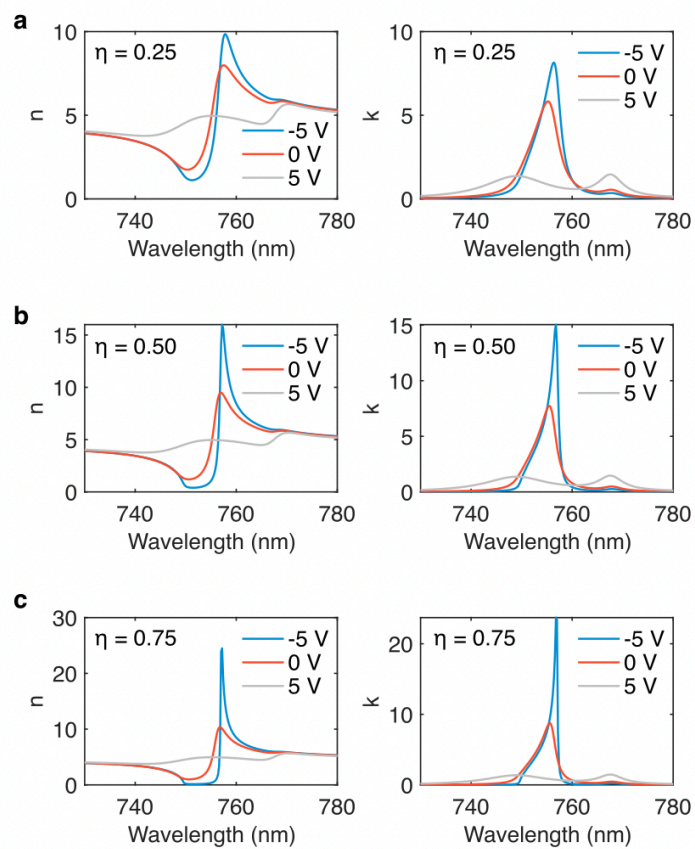 a
10
5
0
n
η = 0.25
-5 V
0 V
5 V
740 760 780
Wavelength (nm)
10
5
0
k
η = 0.25
-5 V
0 V
5 V
740 760 780
Wavelength (nm)
b
15
10
5
0
n
η = 0.50
-5 V
0 V
5 V
740 760 780
Wavelength (nm)
15
10
5
0
k
η = 0.50
-5 V
0 V
5 V
740 760 780
Wavelength (nm)
c
30
20
10
0
n
η = 0.75
-5 V
0 V
5 V
740 760 780
Wavelength (nm)
20
10
0
k
η = 0.75
-5 V
0 V
5 V
740 760 780
Wavelength (nm)